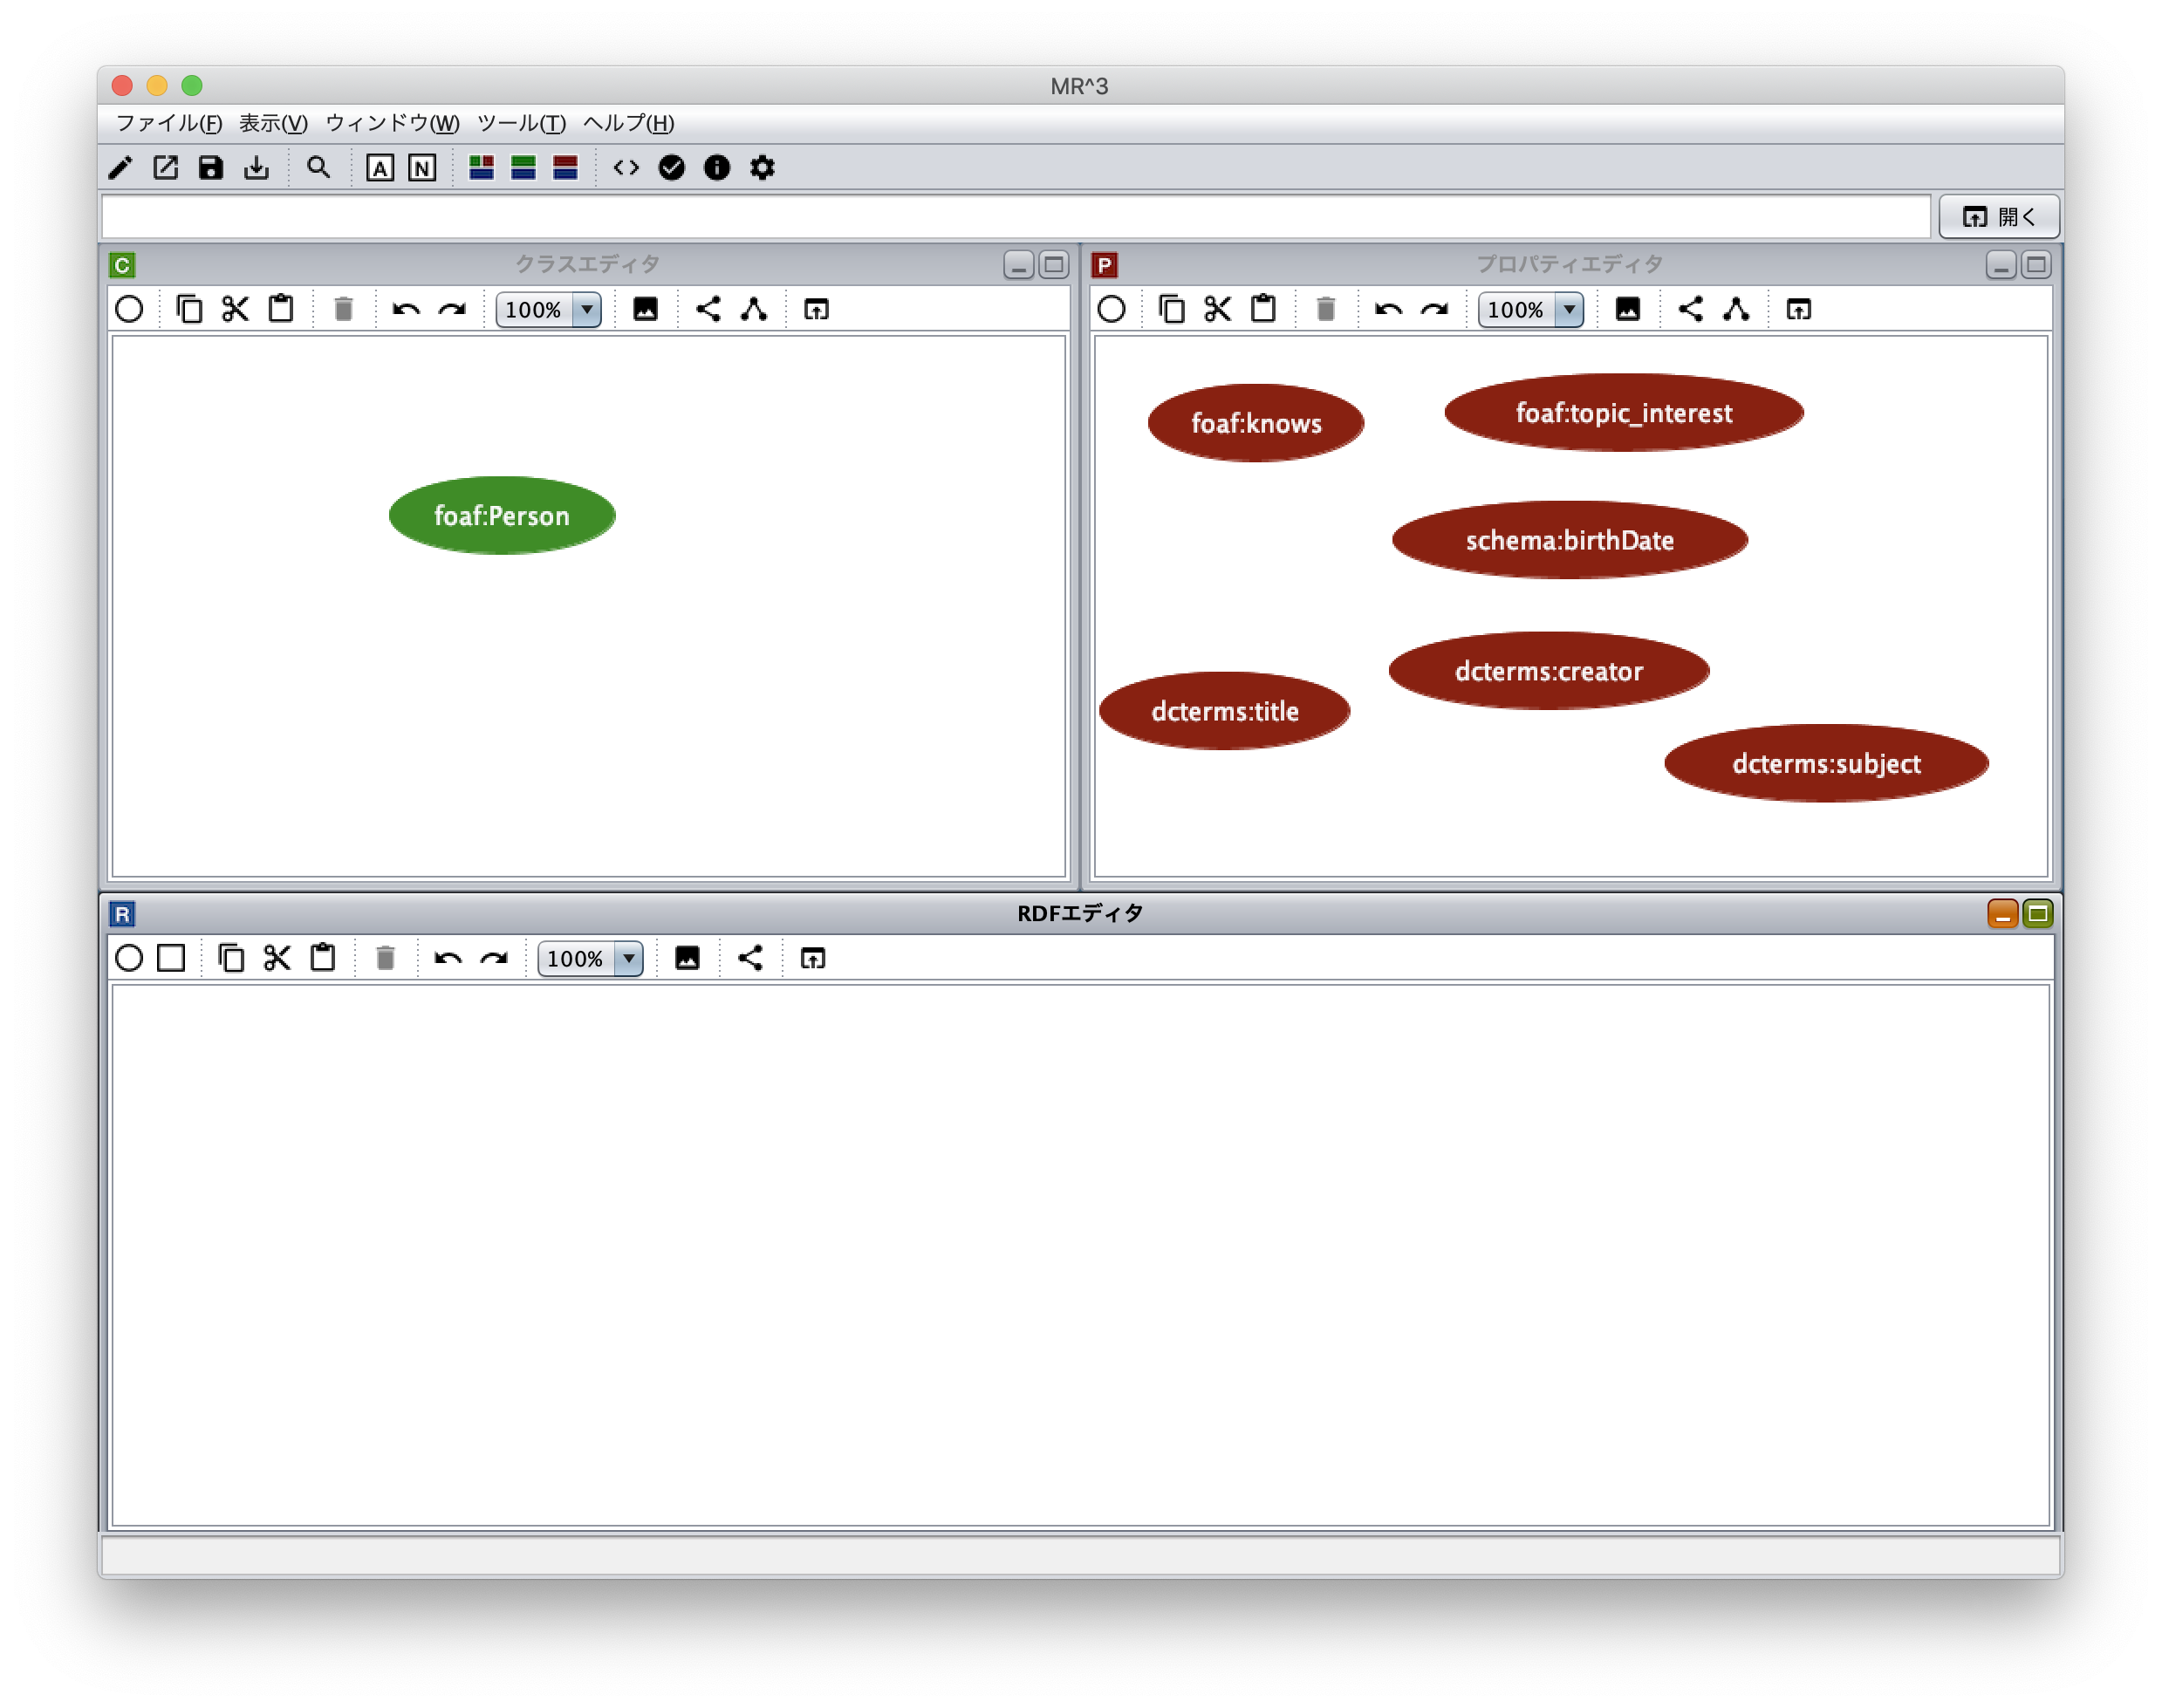 MR^3
ファイル(F) 表示(V) ウィンドウ(W) ツール(T) ヘルプ(H)
A N
開く
C クラスエディタ
100%
foaf:Person
P プロパティエディタ
100%
foaf:knows
foaf:topic_interest
schema:birthDate
dcterms:creator
dcterms:title
dcterms:subject
R RDFエディタ
100%